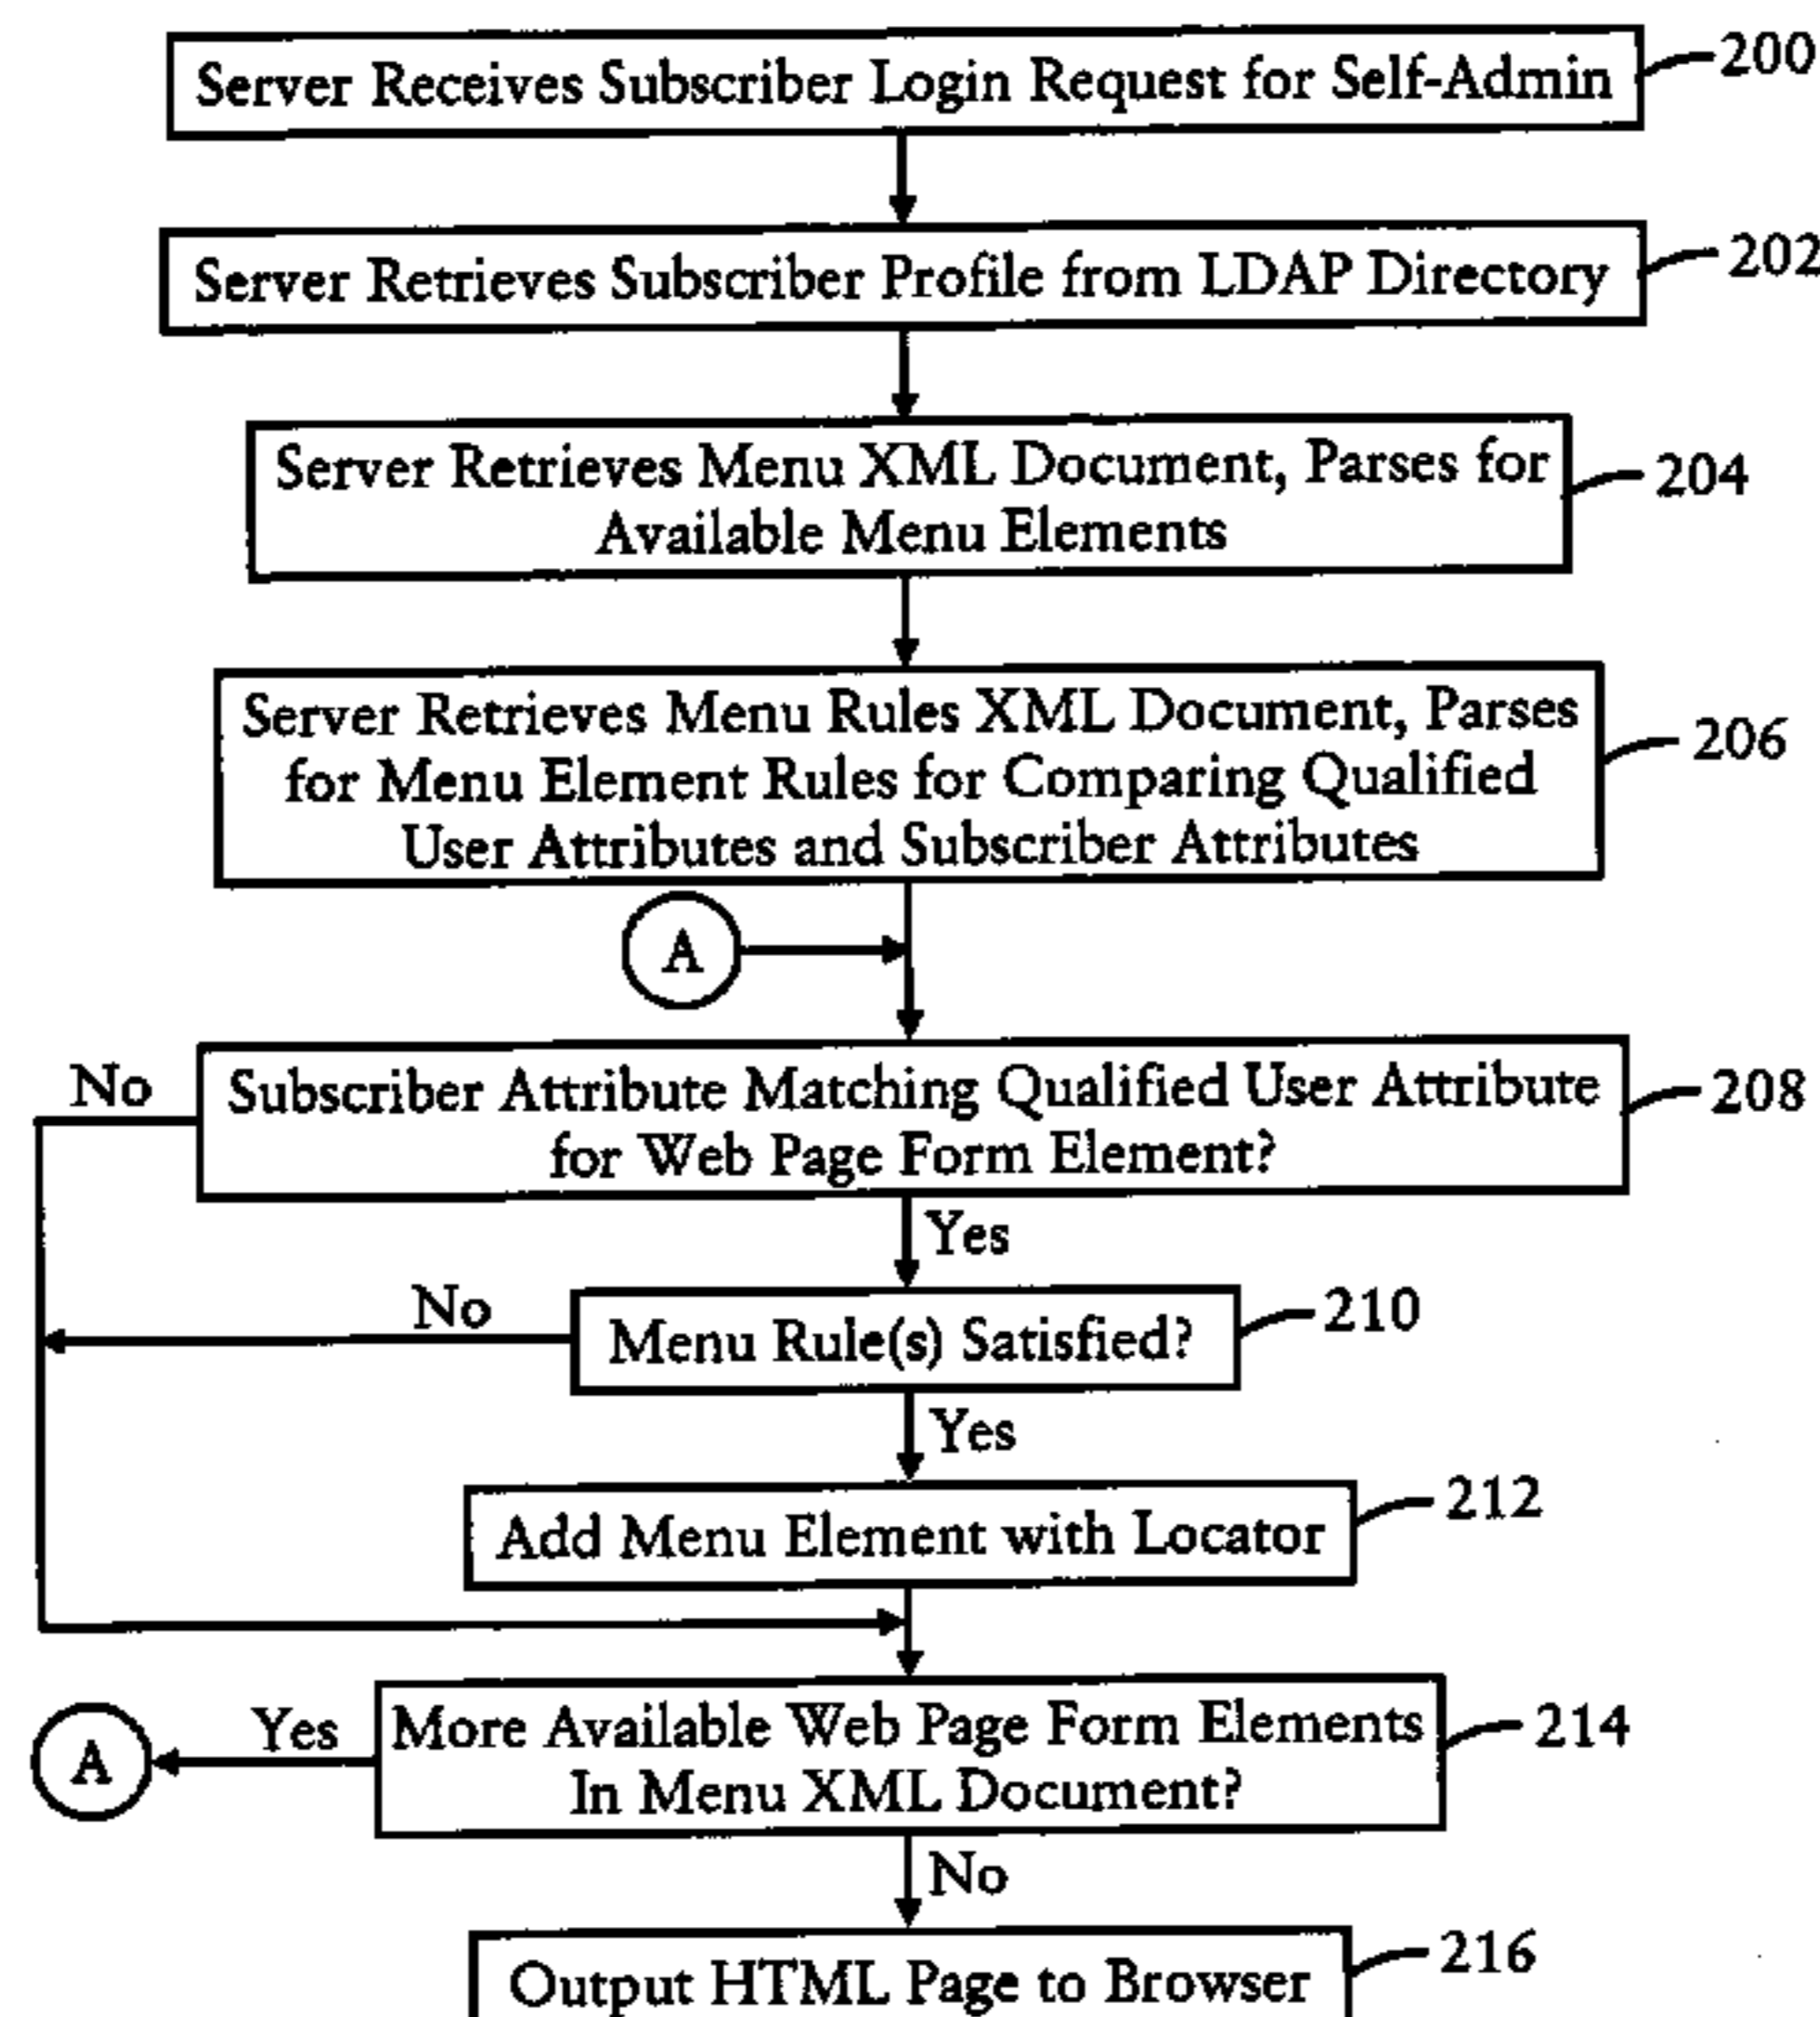 Server Receives Subscriber Login Request for Self-Admin
200
Server Retrieves Subscriber Profile from LDAP Directory
202
Server Retrieves Menu XML Document, Parses for
Available Menu Elements
204
Server Retrieves Menu Rules XML Document, Parses
for Menu Element Rules for Comparing Qualified
User Attributes and Subscriber Attributes
206
A
No
Subscriber Attribute Matching Qualified User Attribute
for Web Page Form Element?
208
Yes
No
Menu Rule(s) Satisfied?
210
Yes
Add Menu Element with Locator
212
A
Yes
More Available Web Page Form Elements
In Menu XML Document?
214
No
Output HTML Page to Browser
216